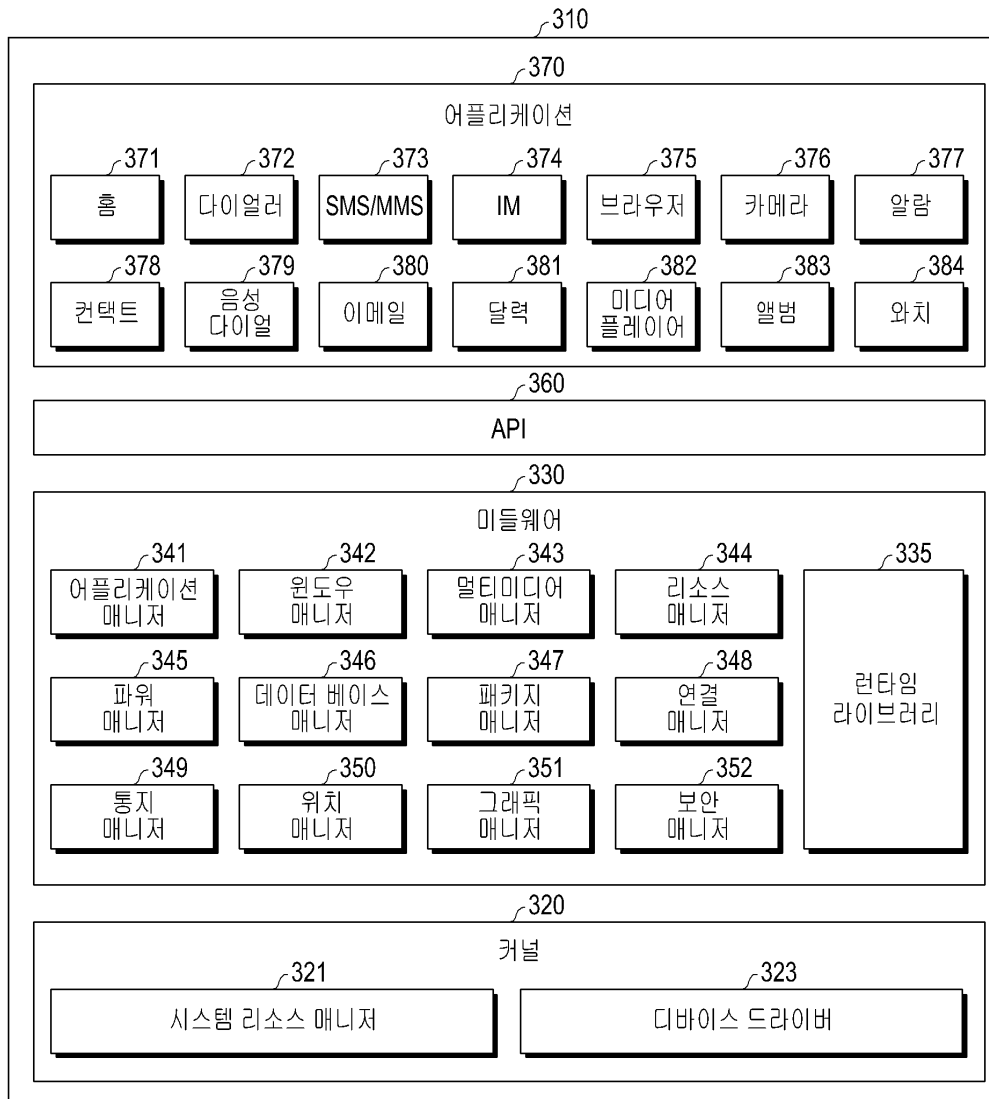 310
370
어플리케이션
371 372 373 374 375 376 377
홈 다이얼러 SMS/MMS IM 브라우저 카메라 알람
378 379 380 381 382 383 384
컨택트 음성 다이얼 이메일 달력 미디어 플레이어 앨범 와치
360
API
330
미들웨어
341 342 343 344 335
어플리케이션 매니저 윈도우 매니저 멀티미디어 매니저 리소스 매니저
345 346 347 348
파워 매니저 데이터 베이스 매니저 패키지 매니저 연결 매니저
런타임 라이브러리
349 350 351 352
통지 매니저 위치 매니저 그래픽 매니저 보안 매니저
320
커널
321 323
시스템 리소스 매니저 디바이스 드라이버